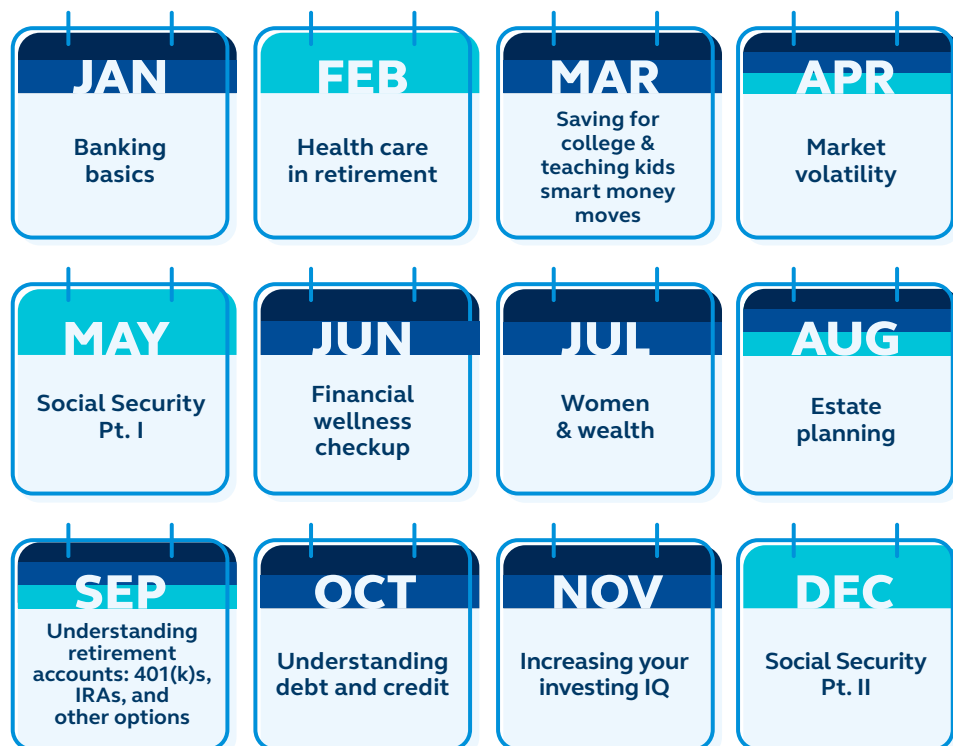 JAN
Banking
basics
FEB
Health care
in retirement
MAR
Saving for
college &
teaching kids
smart money
moves
APR
Market
volatility
MAY
Social Security
Pt. I
JUN
Financial
wellness
checkup
JUL
Women
& wealth
AUG
Estate
planning
SEP
Understanding
retirement
accounts: 401(k)s,
IRAs, and
other options
OCT
Understanding
debt and credit
NOV
Increasing your
investing IQ
DEC
Social Security
Pt. II